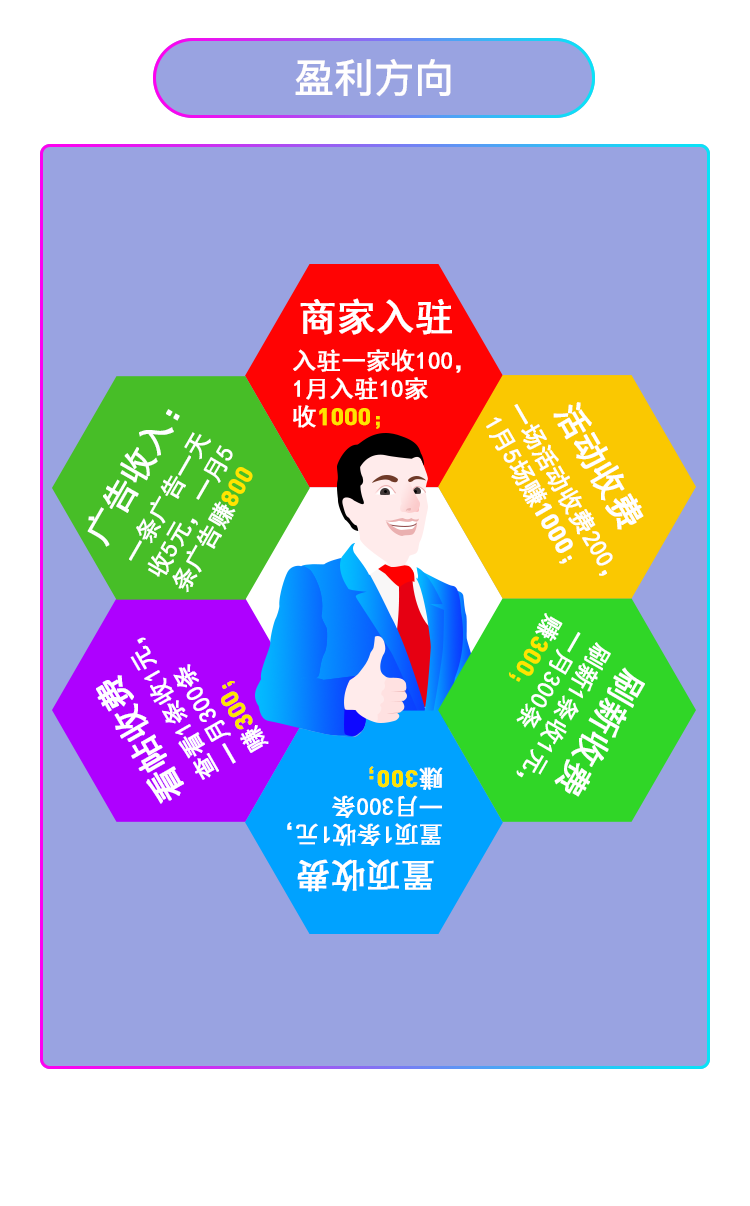 盈利方向
商家入驻
入驻一家收100，
1月入驻10家
收1000；
活动收费
一场活动收费200，
1月5场赚1000；
刷新收费
刷新1条收1元，
一月300条
赚300；
置顶收费
置顶1条收1元，
一月300条
赚300；
看帖收费
查看1条收1元，
一月300条
赚300；
广告收入：
一条广告一天
收5元，一月5
条广告赚800